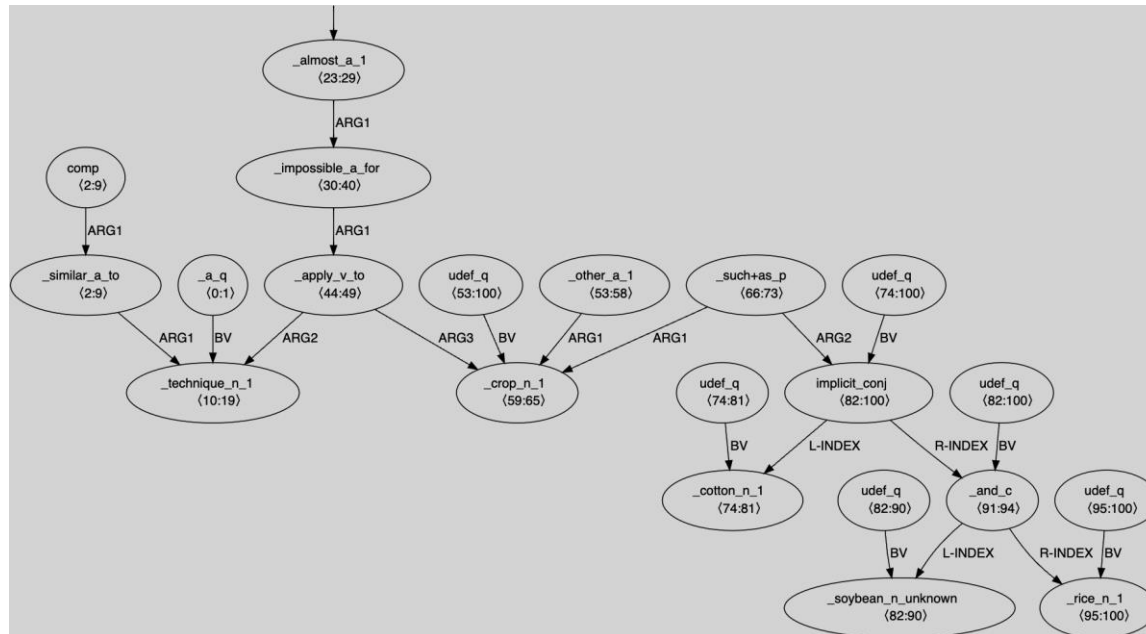 _almost_a_1
⟨23:29⟩
ARG1
comp
⟨2:9⟩
_impossible_a_for
⟨30:40⟩
ARG1
ARG1
_similar_a_to
⟨2:9⟩
_a_q
⟨0:1⟩
_apply_v_to
⟨44:49⟩
udef_q
⟨53:100⟩
_other_a_1
⟨53:58⟩
_such+as_p
⟨66:73⟩
udef_q
⟨74:100⟩
ARG1
BV
ARG2
ARG3
BV
ARG1
ARG1
ARG2
BV
_technique_n_1
⟨10:19⟩
_crop_n_1
⟨59:65⟩
udef_q
⟨74:81⟩
implicit_conj
⟨82:100⟩
udef_q
⟨82:100⟩
BV
L-INDEX
R-INDEX
BV
_cotton_n_1
⟨74:81⟩
udef_q
⟨82:90⟩
_and_c
⟨91:94⟩
udef_q
⟨95:100⟩
BV
L-INDEX
R-INDEX
BV
_soybean_n_unknown
⟨82:90⟩
_rice_n_1
⟨95:100⟩